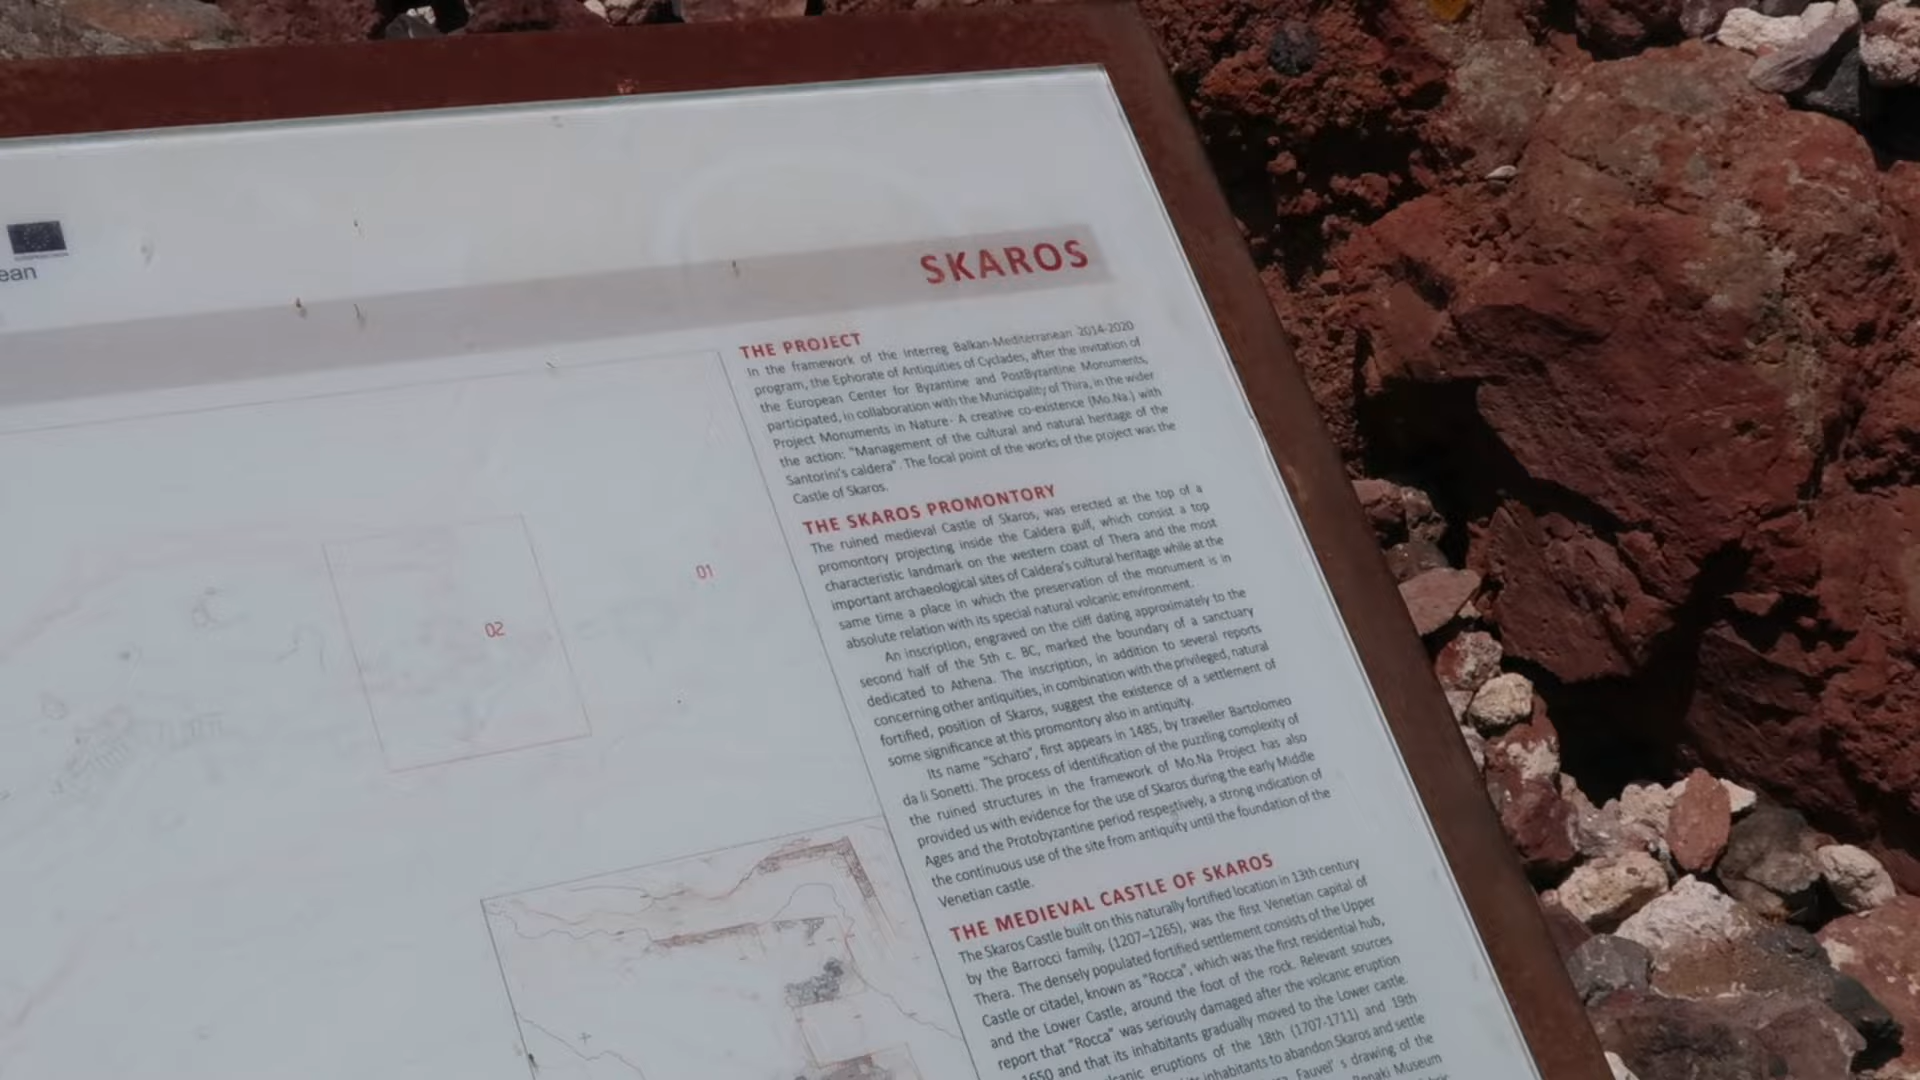 ean
SKAROS
THE PROJECT
In the framework of the Interreg Balkan-Mediterranean 2014-2020
program, the Ephorate of Antiquities of Cyclades, after the invitation of
the European Center for Byzantine and PostByzantine Monuments,
participated, in collaboration with the Municipality of Thira, in the wider
Project Monuments in Nature- A creative co-existence (Mo.Na.) with
the action: "Management of the cultural and natural heritage of the
Santorini's caldera". The focal point of the works of the project was the
Castle of Skaros.
THE SKAROS PROMONTORY
The ruined medieval Castle of Skaros, was erected at the top of a
promontory projecting inside the Caldera gulf, which consist a top
characteristic landmark on the western coast of Thera and the most
important archaeological sites of Caldera's cultural heritage while at the
same time a place in which the preservation of the monument is in
absolute relation with its special natural volcanic environment.
An inscription, engraved on the cliff dating approximately to the
second half of the 5th c. BC, marked the boundary of a sanctuary
dedicated to Athena. The inscription, in addition to several reports
concerning other antiquities, in combination with the privileged, natural
fortified, position of Skaros, suggest the existence of a settlement of
some significance at this promontory also in antiquity.
Its name "Scharo", first appears in 1485, by traveller Bartolomeo
da li Sonetti. The process of identification of the puzzling complexity of
the ruined structures in the framework of Mo.Na Project has also
provided us with evidence for the use of Skaros during the early Middle
Ages and the Protobyzantine period respectively, a strong indication of
the continuous use of the site from antiquity until the foundation of the
Venetian castle.
THE MEDIEVAL CASTLE OF SKAROS
The Skaros Castle built on this naturally fortified location in 13th century
by the Barrocci family, (1207–1265), was the first Venetian capital of
Thera. The densely populated fortified settlement consists of the Upper
Castle or citadel, known as "Rocca", which was the first residential hub,
and the Lower Castle, around the foot of the rock. Relevant sources
report that "Rocca" was seriously damaged after the volcanic eruption
1650 and that its inhabitants gradually moved to the Lower castle.
eruptions of the 18th (1707-1711) and 19th
inhabitants to abandon Skaros and settle
Fauvel' s drawing of the
Benaki Museum
01
02